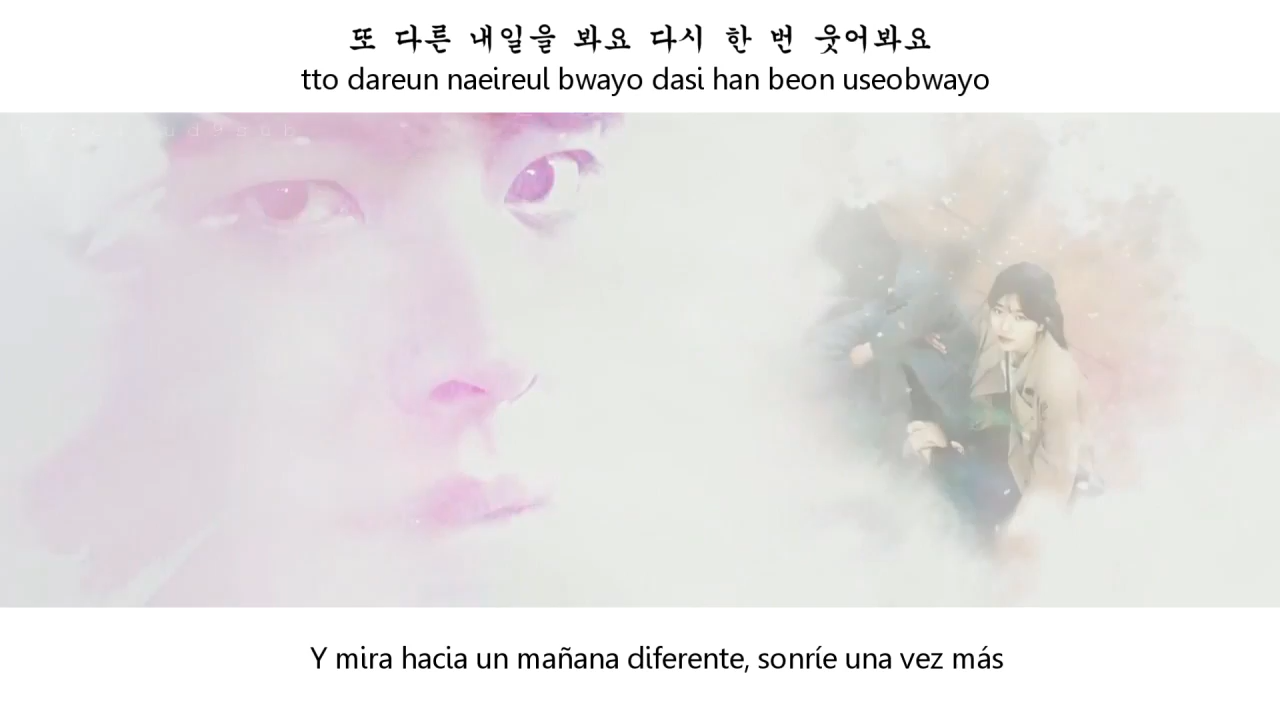 또 다른 내일을 봐요 다시 한 번 웃어봐요
tto dareun naeireul bwayo dasi han beon useobwayo
Y mira hacia un mañana diferente, sonríe una vez más